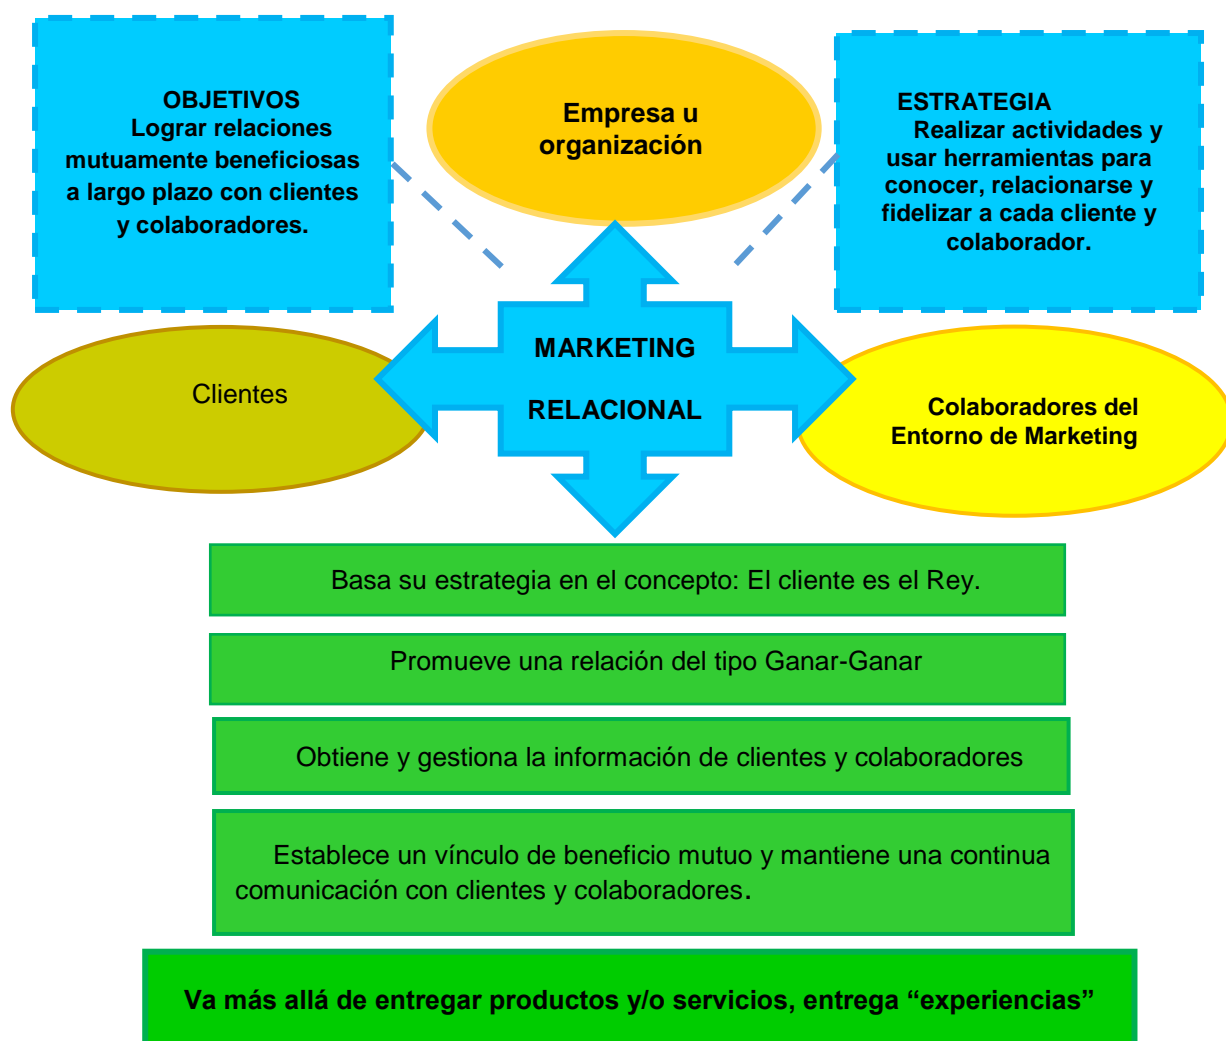 OBJETIVOS
Lograr relaciones
mutuamente beneficiosas
a largo plazo con clientes
y colaboradores.
Empresa u
organización
ESTRATEGIA
Realizar actividades y
usar herramientas para
conocer, relacionarse y
fidelizar a cada cliente y
colaborador.
Clientes
MARKETING
RELACIONAL
Colaboradores del
Entorno de Marketing
Basa su estrategia en el concepto: El cliente es el Rey.
Promueve una relación del tipo Ganar-Ganar
Obtiene y gestiona la información de clientes y colaboradores
Establece un vínculo de beneficio mutuo y mantiene una continua
comunicación con clientes y colaboradores.
Va más allá de entregar productos y/o servicios, entrega “experiencias”